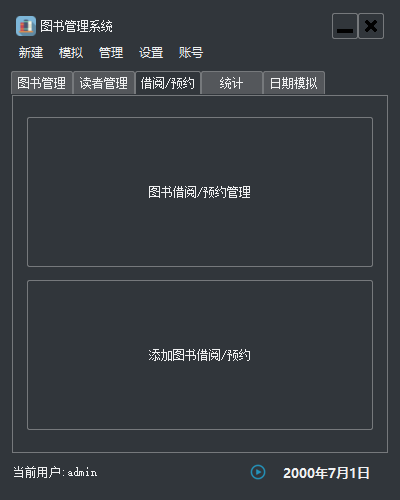 图书管理系统
新建 模拟 管理 设置 账号
图书管理 读者管理 借阅/预约 统计 日期模拟
图书借阅/预约管理
添加图书借阅/预约
当前用户:admin 2000年7月1日